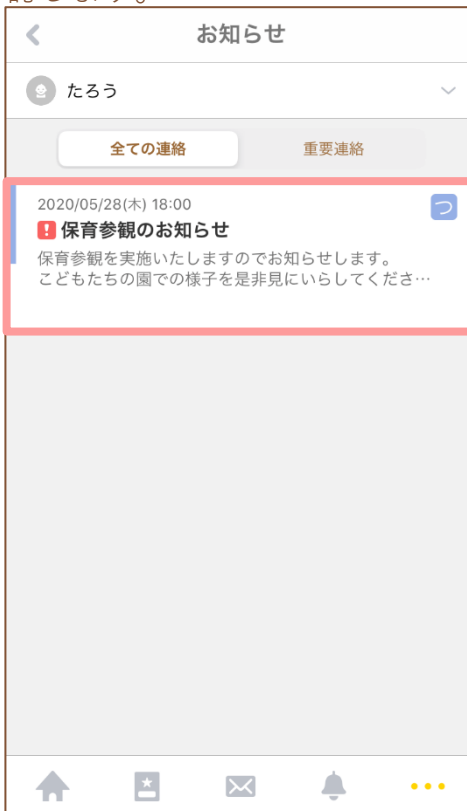 お知らせ
たろう
全ての連絡
重要連絡
2020/05/28(木) 18:00
つ
保育参観のお知らせ
保育参観を実施いたしますのでお知らせします。
こどもたちの園での様子を是非見にいらしてくださ…